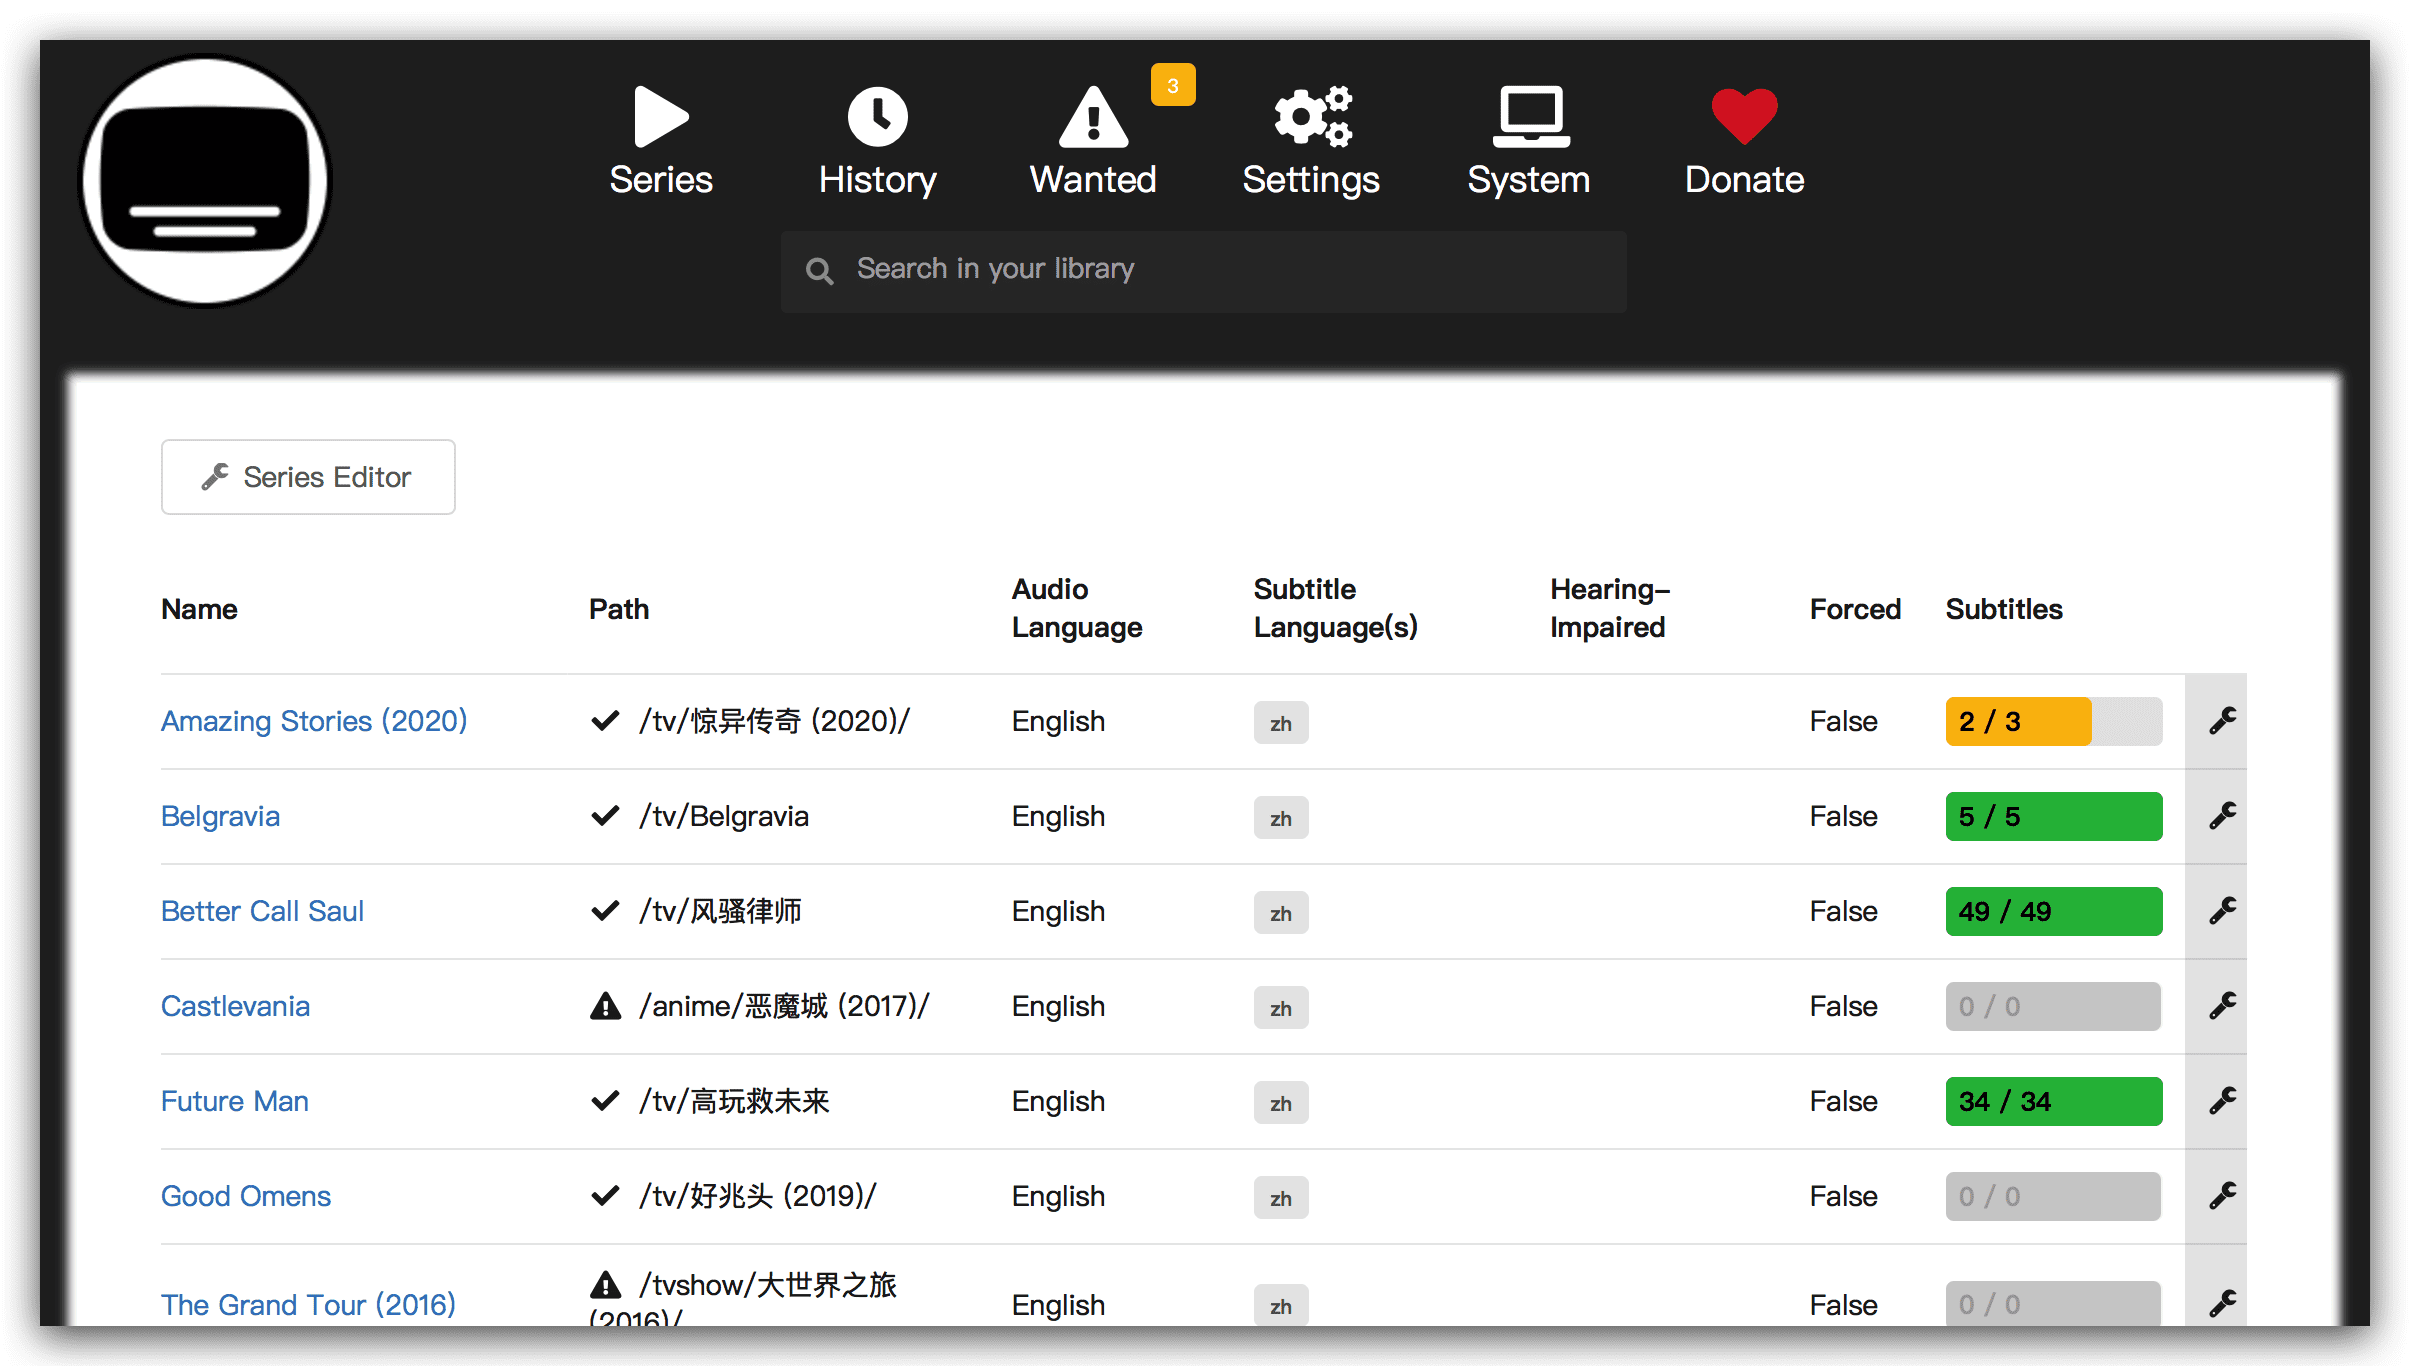 3
Series
History
Wanted
Settings
System
Donate
Search in your library
Series Editor
Name
Path
Audio
Language
Subtitle
Language(s)
Hearing-
Impaired
Forced
Subtitles
Amazing Stories (2020)
/tv/惊异传奇 (2020)/
English
zh
False
2 / 3
Belgravia
/tv/Belgravia
English
zh
False
5 / 5
Better Call Saul
/tv/风骚律师
English
zh
False
49 / 49
Castlevania
/anime/恶魔城 (2017)/
English
zh
False
0 / 0
Future Man
/tv/高玩救未来
English
zh
False
34 / 34
Good Omens
/tv/好兆头 (2019)/
English
zh
False
0 / 0
The Grand Tour (2016)
/tvshow/大世界之旅
(2016)/
English
zh
False
0 / 0